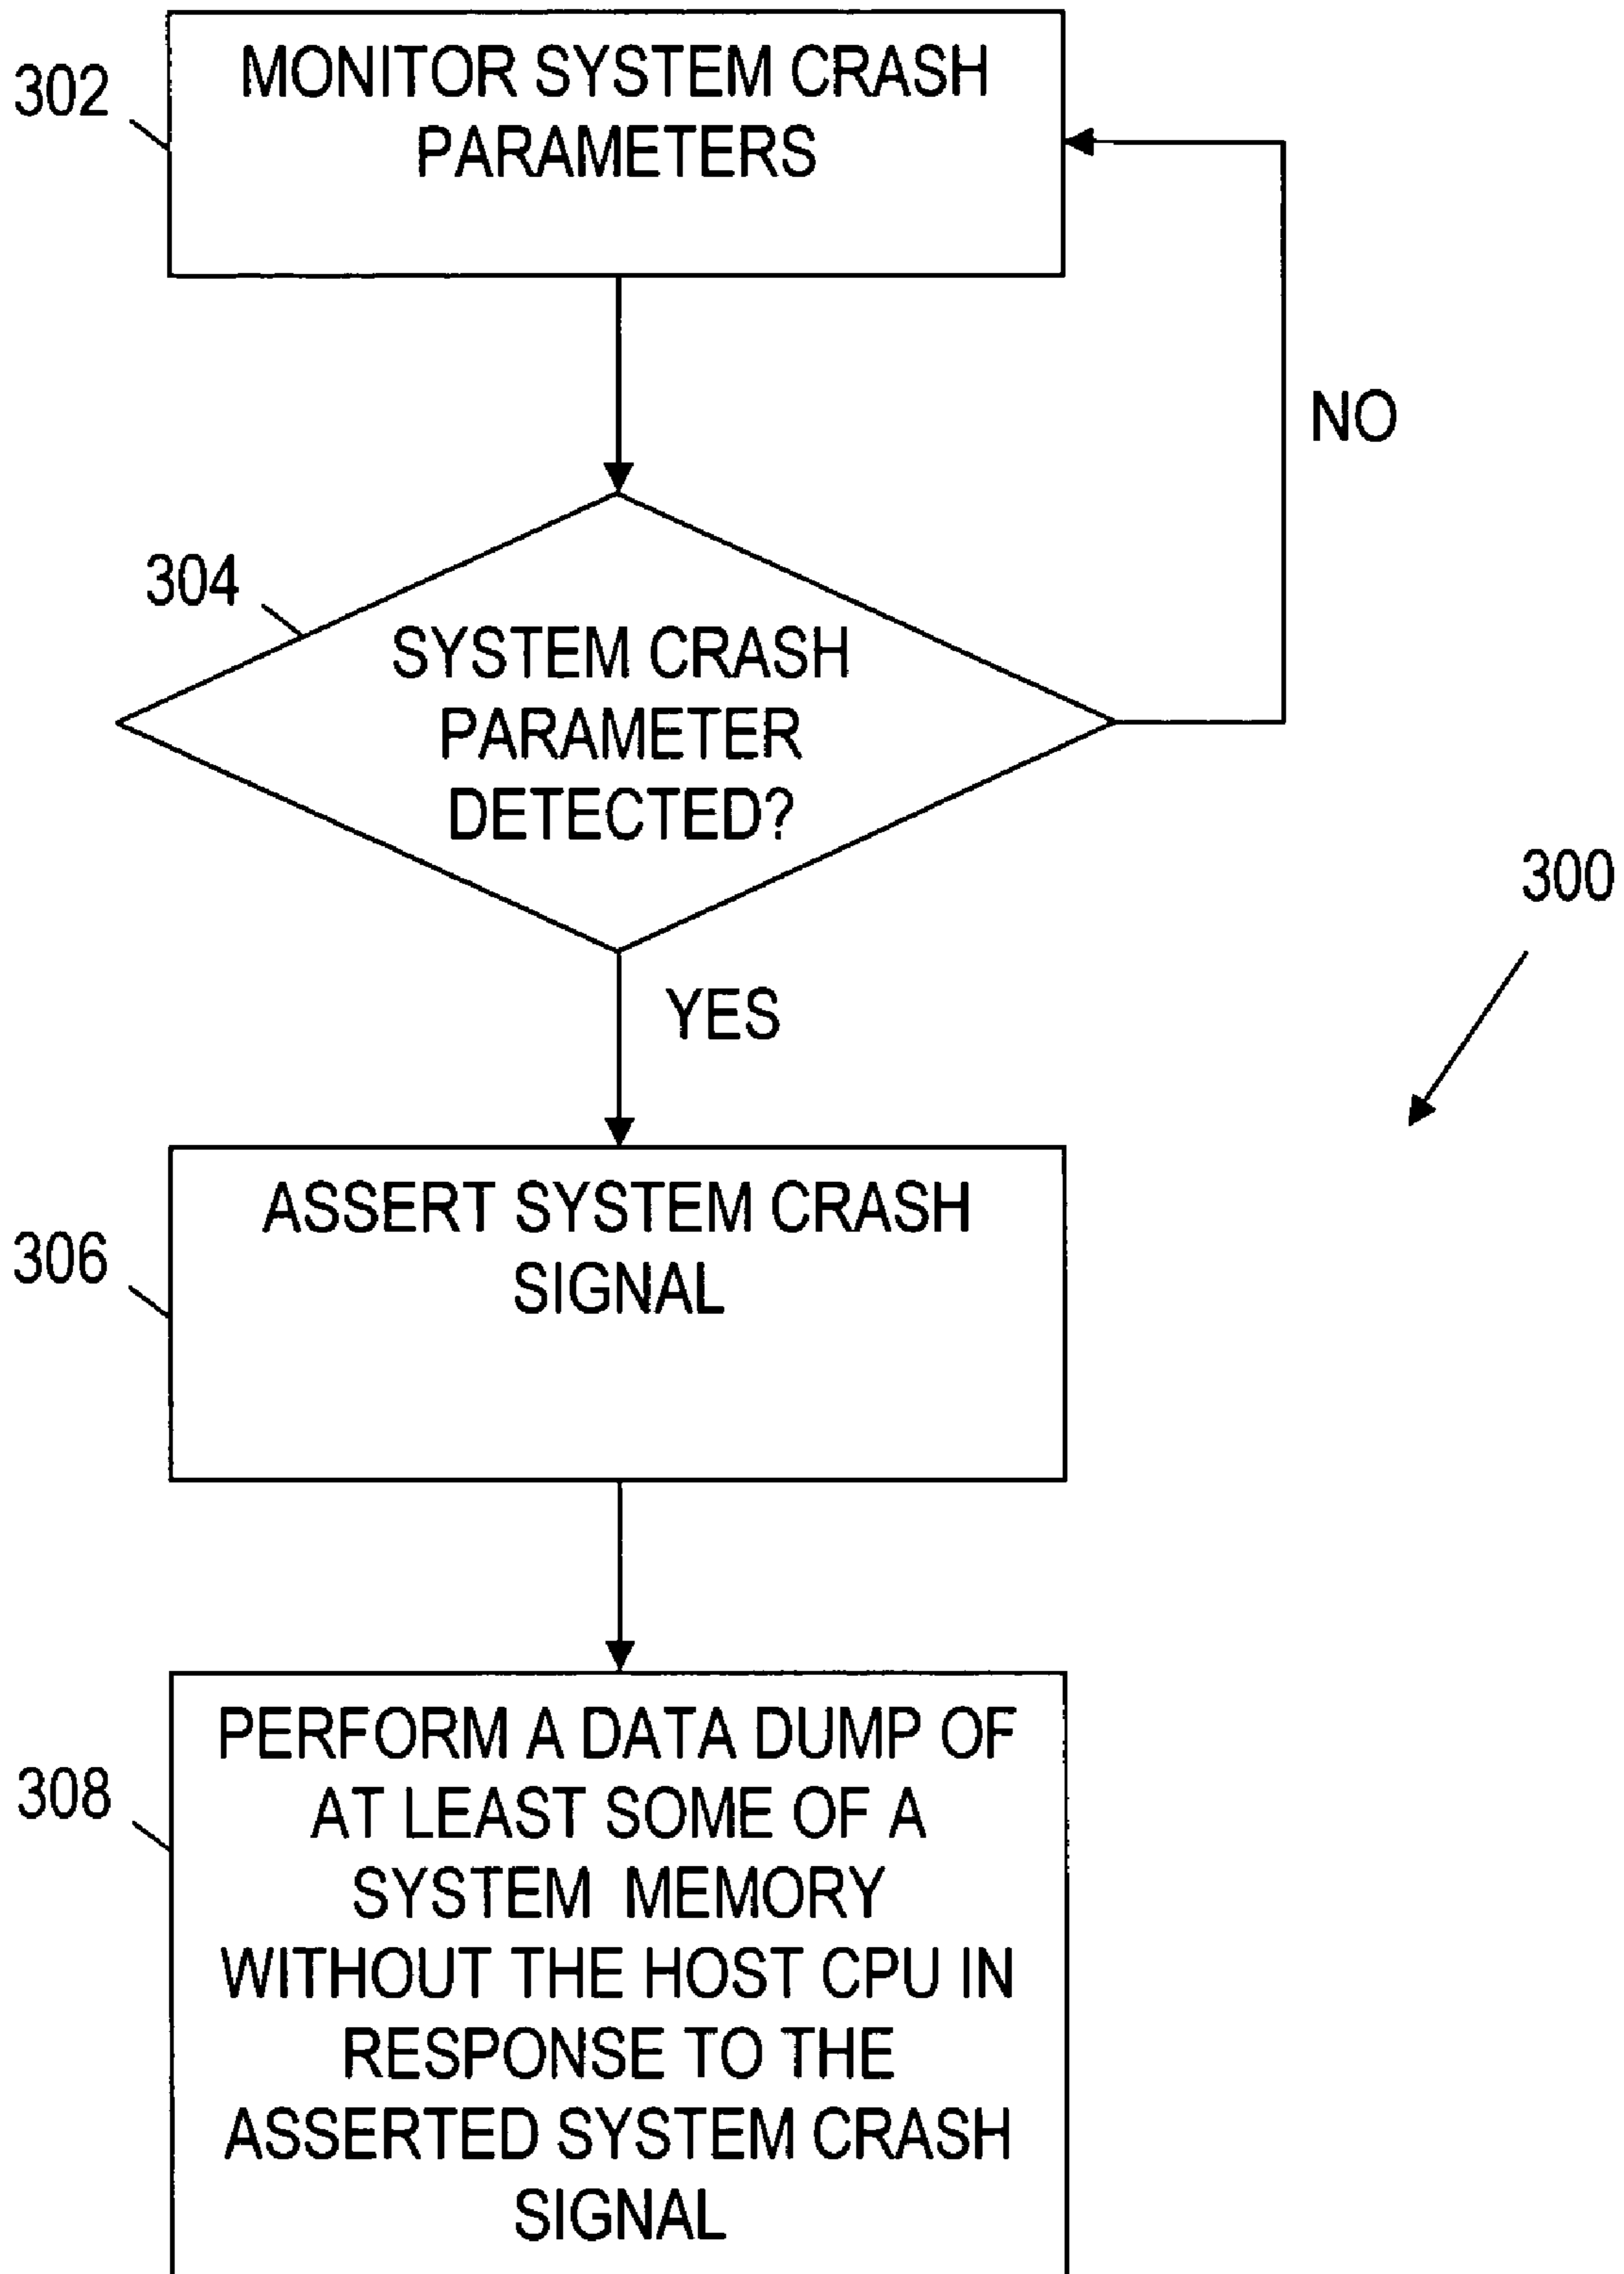 302
MONITOR SYSTEM CRASH
PARAMETERS
NO
304
SYSTEM CRASH
PARAMETER
DETECTED?
300
YES
306
ASSERT SYSTEM CRASH
SIGNAL
308
PERFORM A DATA DUMP OF
AT LEAST SOME OF A
SYSTEM MEMORY
WITHOUT THE HOST CPU IN
RESPONSE TO THE
ASSERTED SYSTEM CRASH
SIGNAL